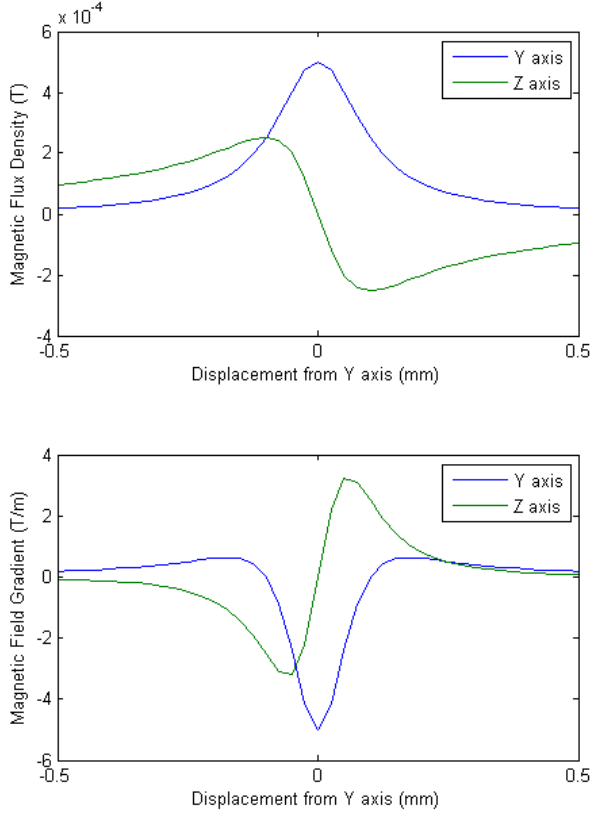 x 10-4
6
4
2
0
-2
-4
Magnetic Flux Density (T)
Y axis
Z axis
-0.5
0
0.5
Displacement from Y axis (mm)
4
2
0
-2
-4
-6
Magnetic Field Gradient (T/m)
Y axis
Z axis
-0.5
0
0.5
Displacement from Y axis (mm)